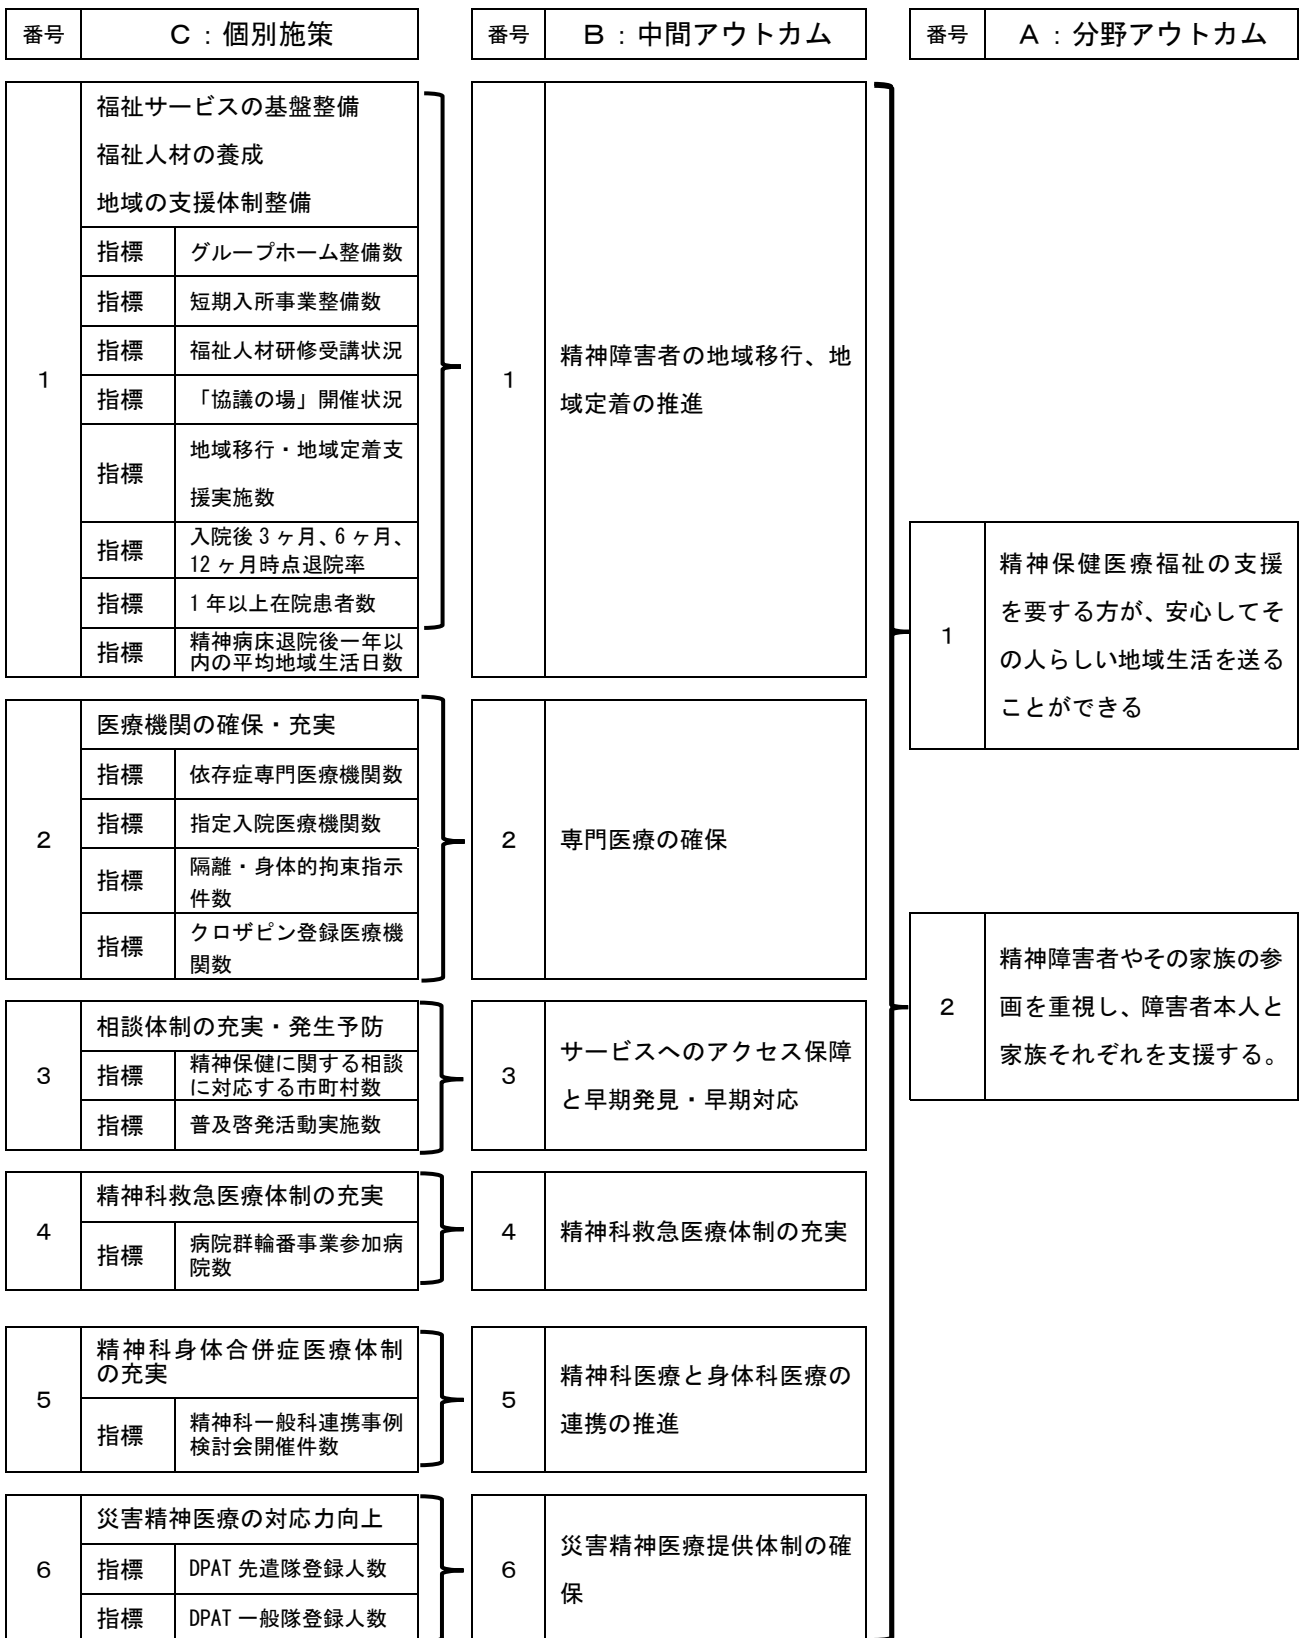 番号 C：個別施策
番号 B：中間アウトカム
番号 A：分野アウトカム
1
福祉サービスの基盤整備
福祉人材の養成
地域の支援体制整備
指標 グループホーム整備数
指標 短期入所事業整備数
指標 福祉人材研修受講状況
指標 「協議の場」開催状況
指標 地域移行・地域定着支
援実施数
指標 入院後3ヶ月、6ヶ月、
12ヶ月時点退院率
指標 1年以上在院患者数
指標 精神病床退院後一年以
内の平均地域生活日数
1
精神障害者の地域移行、地
域定着の推進
2
医療機関の確保・充実
指標 依存症専門医療機関数
指標 指定入院医療機関数
指標 隔離・身体的拘束指示
件数
指標 クロザピン登録医療機
関数
2
専門医療の確保
3
相談体制の充実・発生予防
指標 精神保健に関する相談
に対応する市町村数
指標 普及啓発活動実施数
3
サービスへのアクセス保障
と早期発見・早期対応
4
精神科救急医療体制の充実
指標 病院群輪番事業参加病
院数
4
精神科救急医療体制の充実
5
精神科身体合併症医療体制
の充実
指標 精神科一般科連携事例
検討会開催件数
5
精神科医療と身体科医療の
連携の推進
6
災害精神医療の対応力向上
指標 DPAT先遣隊登録人数
指標 DPAT一般隊登録人数
6
災害精神医療提供体制の確
保
1
精神保健医療福祉の支援
を要する方が、安心してそ
の人らしい地域生活を送る
ことができる
2
精神障害者やその家族の参
画を重視し、障害者本人と
家族それぞれを支援する。